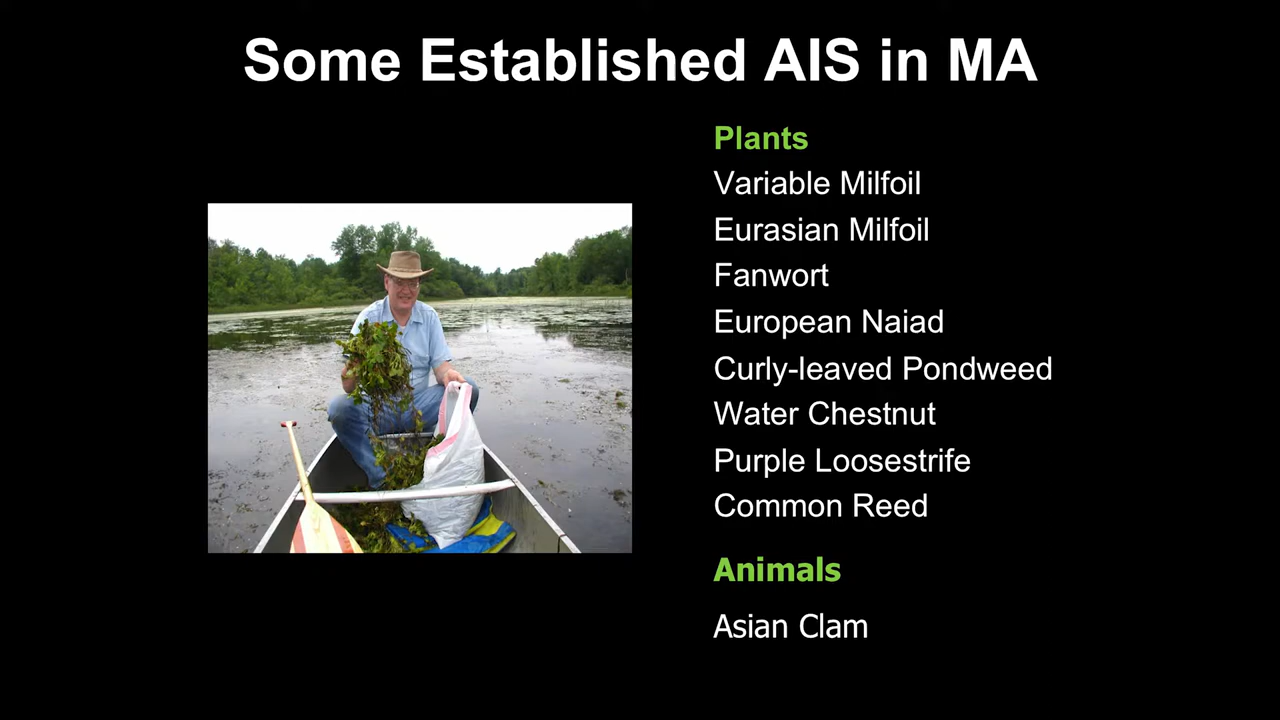 Some Established AIS in MA
Plants
Variable Milfoil
Eurasian Milfoil
Fanwort
European Naiad
Curly-leaved Pondweed
Water Chestnut
Purple Loosestrife
Common Reed
Animals
Asian Clam